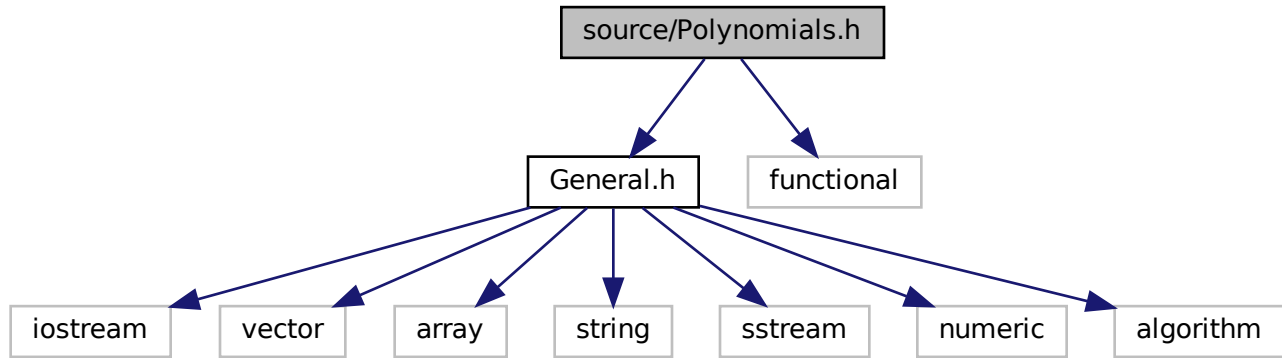 source/Polynomials.h
General.h
functional
iostream
vector
array
string
sstream
numeric
algorithm